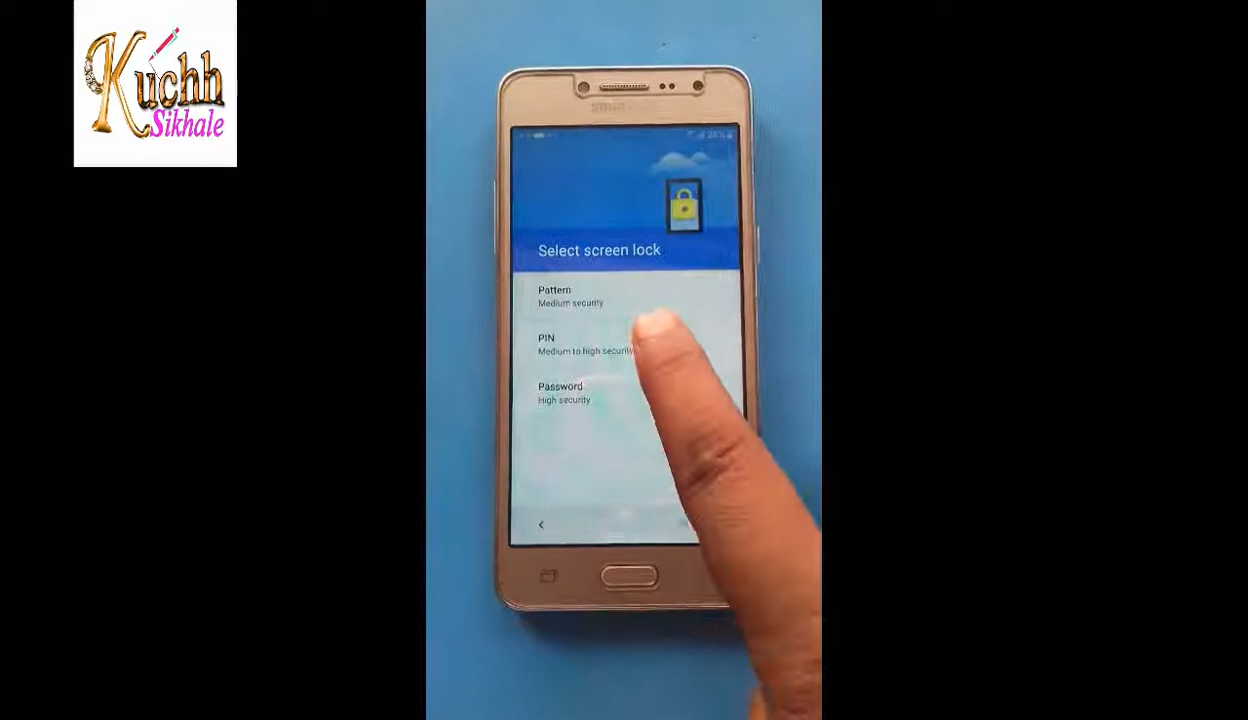 Kuchh
Sikhale
Select screen lock
Pattern
Medium security
PIN
Medium to high security
Password
High security